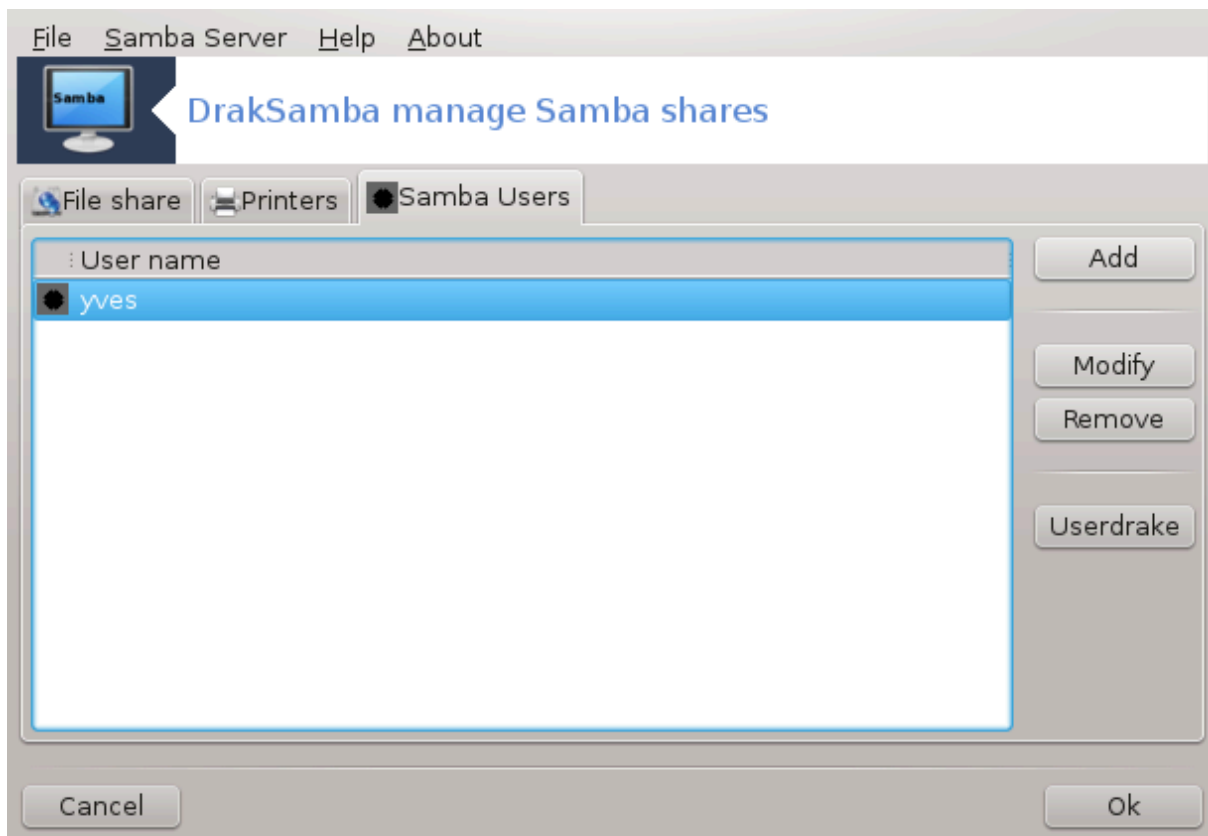 File Samba Server Help About
Samba
DrakSamba manage Samba shares
File share Printers Samba Users
User name
Add
yves
Modify
Remove
Userdrake
Cancel Ok